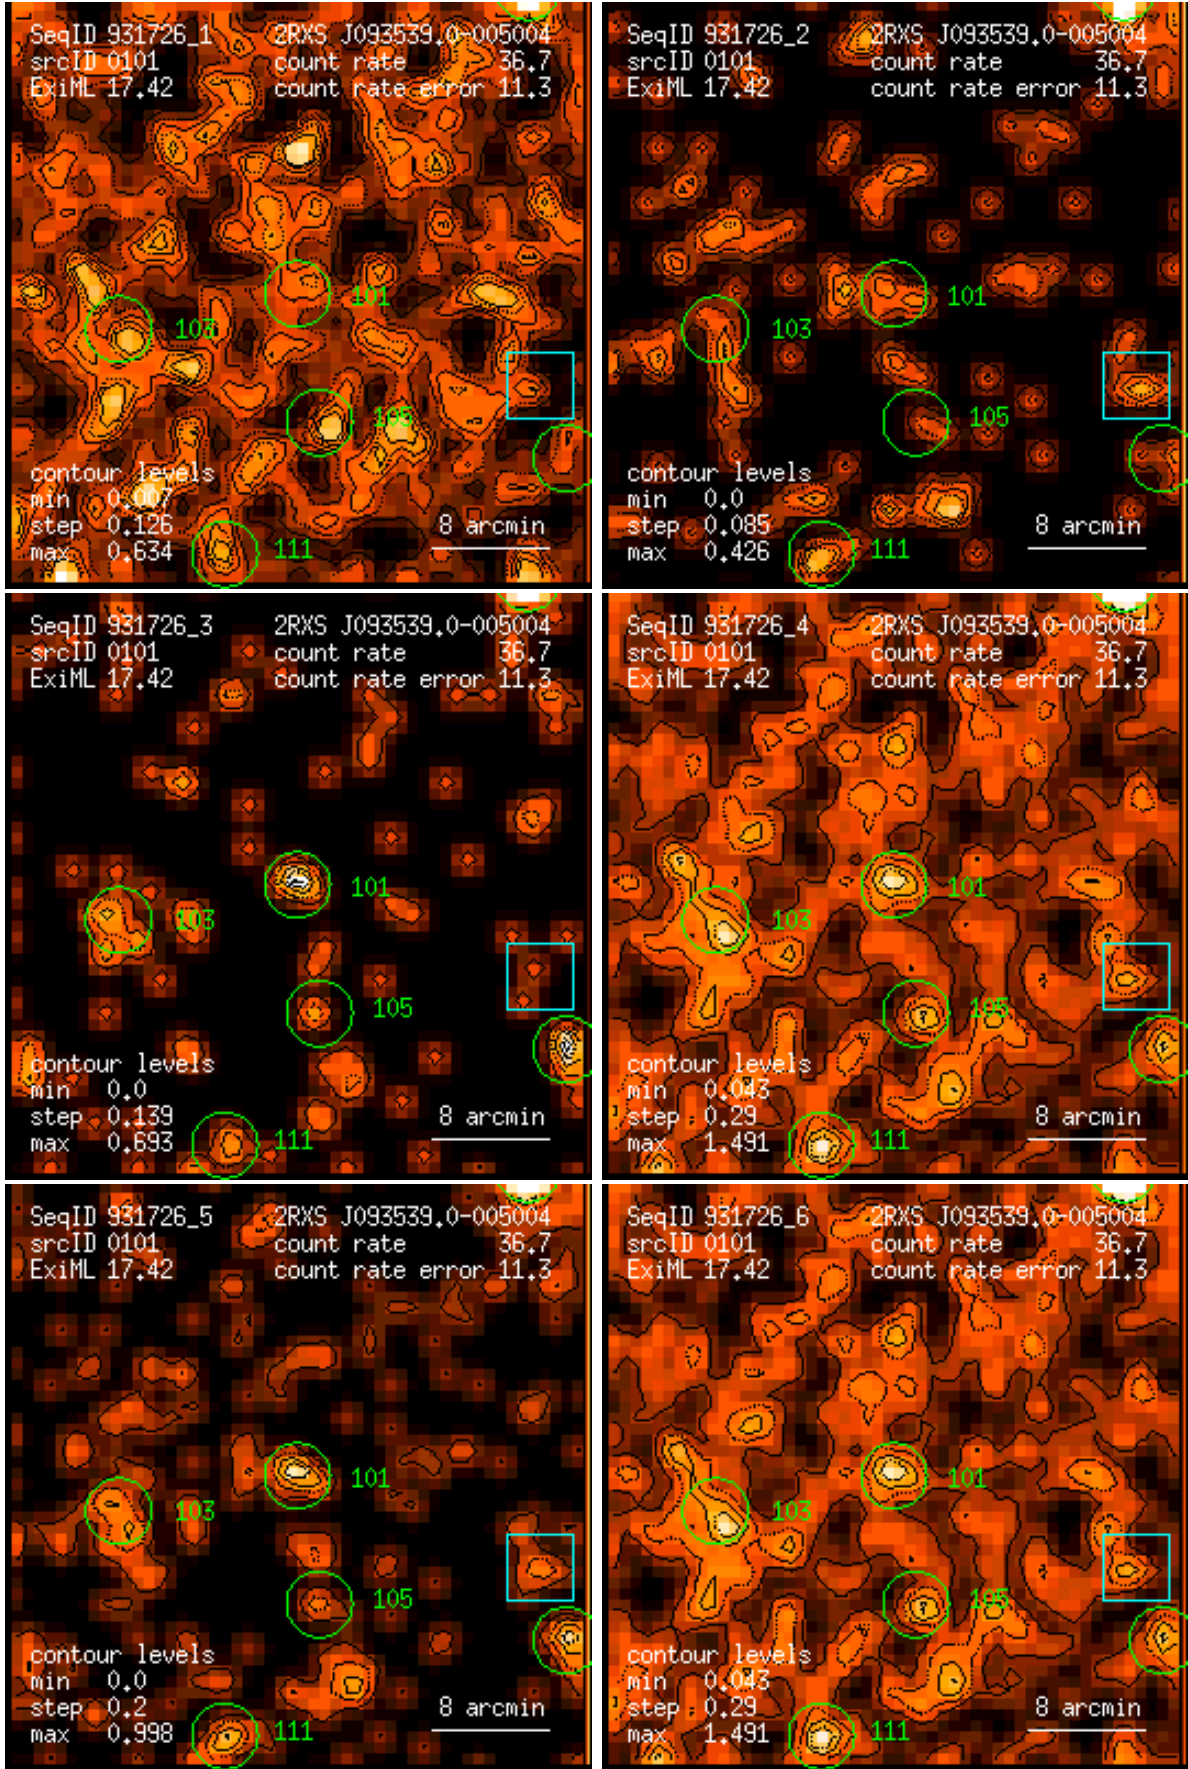 SeqID 931726_1 2RXS J093539.0-005004
srcID 0101 count rate 36.7
ExiML 17.42 count rate error 11.3
101
103
105
contour levels
min 0.007
step 0.126 8 arcmin
max 0.634 111
SeqID 931726_2 2RXS J093539.0-005004
srcID 0101 count rate 36.7
ExiML 17.42 count rate error 11.3
101
103
105
contour levels
min 0.0
step 0.085 8 arcmin
max 0.426 111
SeqID 931726_3 2RXS J093539.0-005004
srcID 0101 count rate 36.7
ExiML 17.42 count rate error 11.3
101
103
105
contour levels
min 0.0
step 0.139 8 arcmin
max 0.693 111
SeqID 931726_4 2RXS J093539.0-005004
srcID 0101 count rate 36.7
ExiML 17.42 count rate error 11.3
101
103
105
contour levels
min 0.043
step 0.29 8 arcmin
max 1.491 111
SeqID 931726_5 2RXS J093539.0-005004
srcID 0101 count rate 36.7
ExiML 17.42 count rate error 11.3
101
103
105
contour levels
min 0.0
step 0.2 8 arcmin
max 0.998 111
SeqID 931726_6 2RXS J093539.0-005004
srcID 0101 count rate 36.7
ExiML 17.42 count rate error 11.3
101
103
105
contour levels
min 0.043
step 0.29 8 arcmin
max 1.491 111